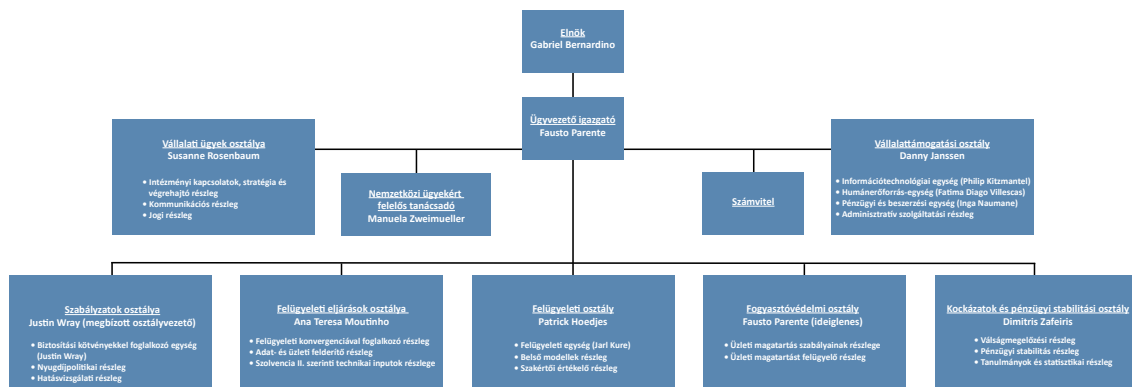 Elnök
Gabriel Bernardino
Ügyvezető igazgató
Fausto Parente
Vállalati ügyek osztálya
Susanne Rosenbaum
• Intézményi kapcsolatok, stratégia és
végrehajtó részleg
• Kommunikációs részleg
• Jogi részleg
Nemzetközi ügyekért
felelős tanácsadó
Manuela Zweimueller
Számvitel
Vállalattámogatási osztály
Danny Janssen
• Információtechnológiai egység (Philip Kitzmantel)
• Humánerőforrás-egység (Fatima Diago Villescas)
• Pénzügyi és beszerzési egység (Inga Naumane)
• Adminisztratív szolgáltatási részleg
Szabályzatok osztálya
Justin Wray (megbízott osztályvezető)
• Biztosítási kötvényekkel foglalkozó egység
(Justin Wray)
• Nyugdíjpolitikai részleg
• Hatásvizsgálati részleg
Felügyeleti eljárások osztálya
Ana Teresa Moutinho
• Felügyeleti konvergenciával foglalkozó részleg
• Adat- és üzleti felderítő részleg
• Szolvencia II. szerinti technikai inputok részlege
Felügyeleti osztály
Patrick Hoedjes
• Felügyeleti egység (Jarl Kure)
• Belső modellek részleg
• Szakértői értékelő részleg
Fogyasztóvédelmi osztály
Fausto Parente (ideiglenes)
• Üzleti magartás szabályainak részlege
• Üzleti magartást felügyelő részleg
Kockázatok és pénzügyi stabilitási osztály
Dimitris Zafeiris
• Válságmegelőzési részleg
• Pénzügyi stabilitás részleg
• Tanulmányok és statisztikai részleg